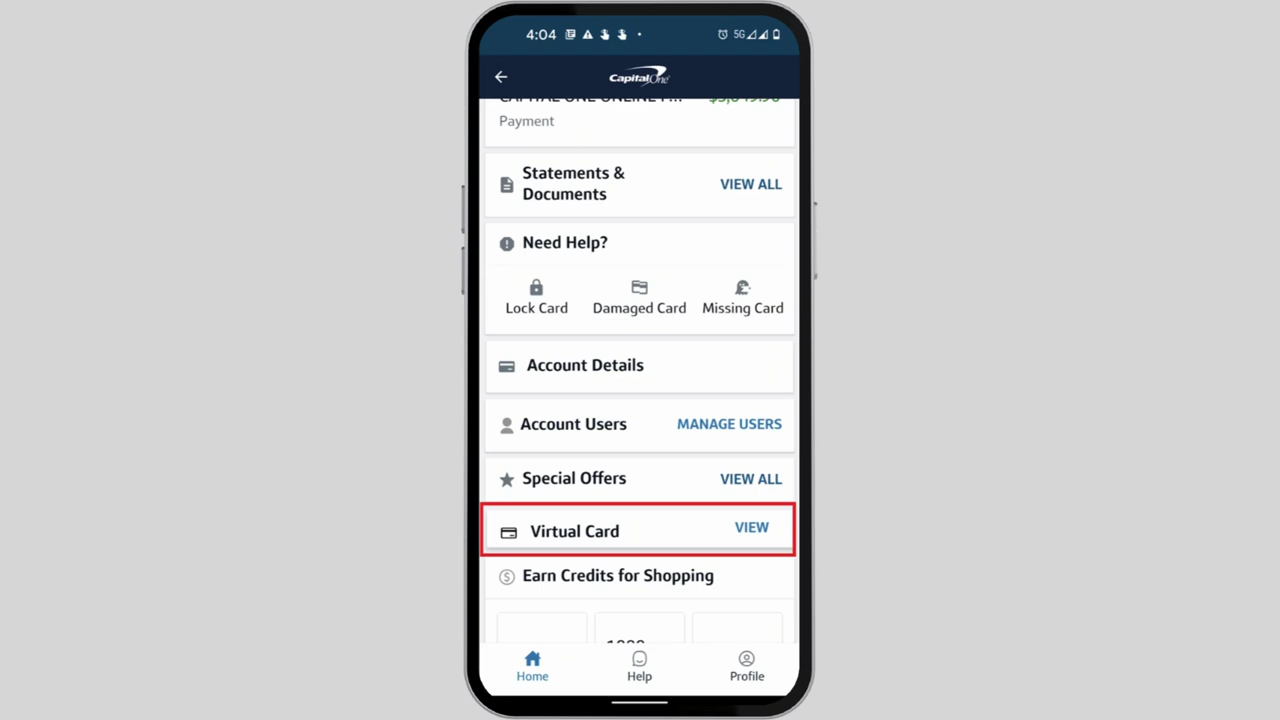 4:04
5G
Capital One
Payment
Statements &
Documents
VIEW ALL
Need Help?
Lock Card
Damaged Card
Missing Card
Account Details
Account Users
MANAGE USERS
Special Offers
VIEW ALL
Virtual Card
VIEW
Earn Credits for Shopping
Home
Help
Profile